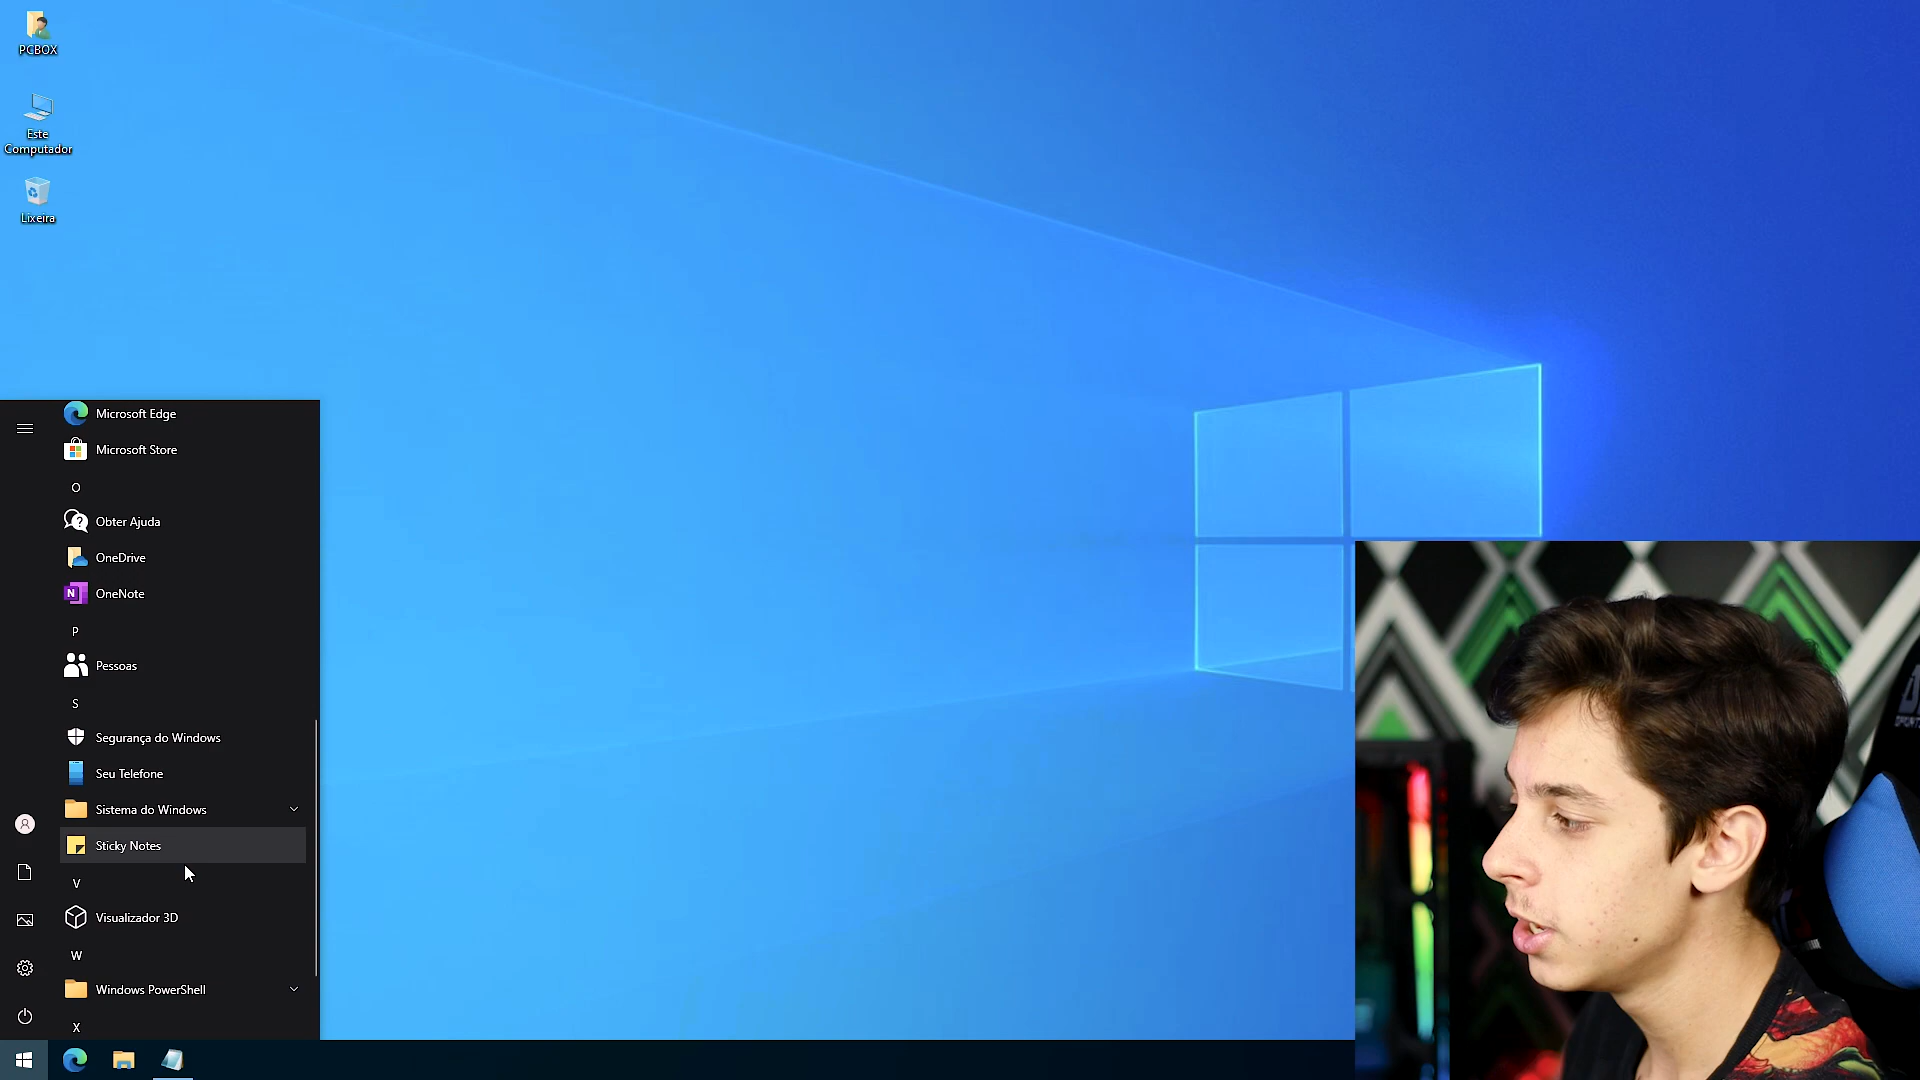 PCBOX
Este
Computador
Lixeira
Microsoft Edge
Microsoft Store
O
Obter Ajuda
OneDrive
OneNote
P
Pessoas
S
Segurança do Windows
Seu Telefone
Sistema do Windows
Sticky Notes
V
Visualizador 3D
W
Windows PowerShell
X